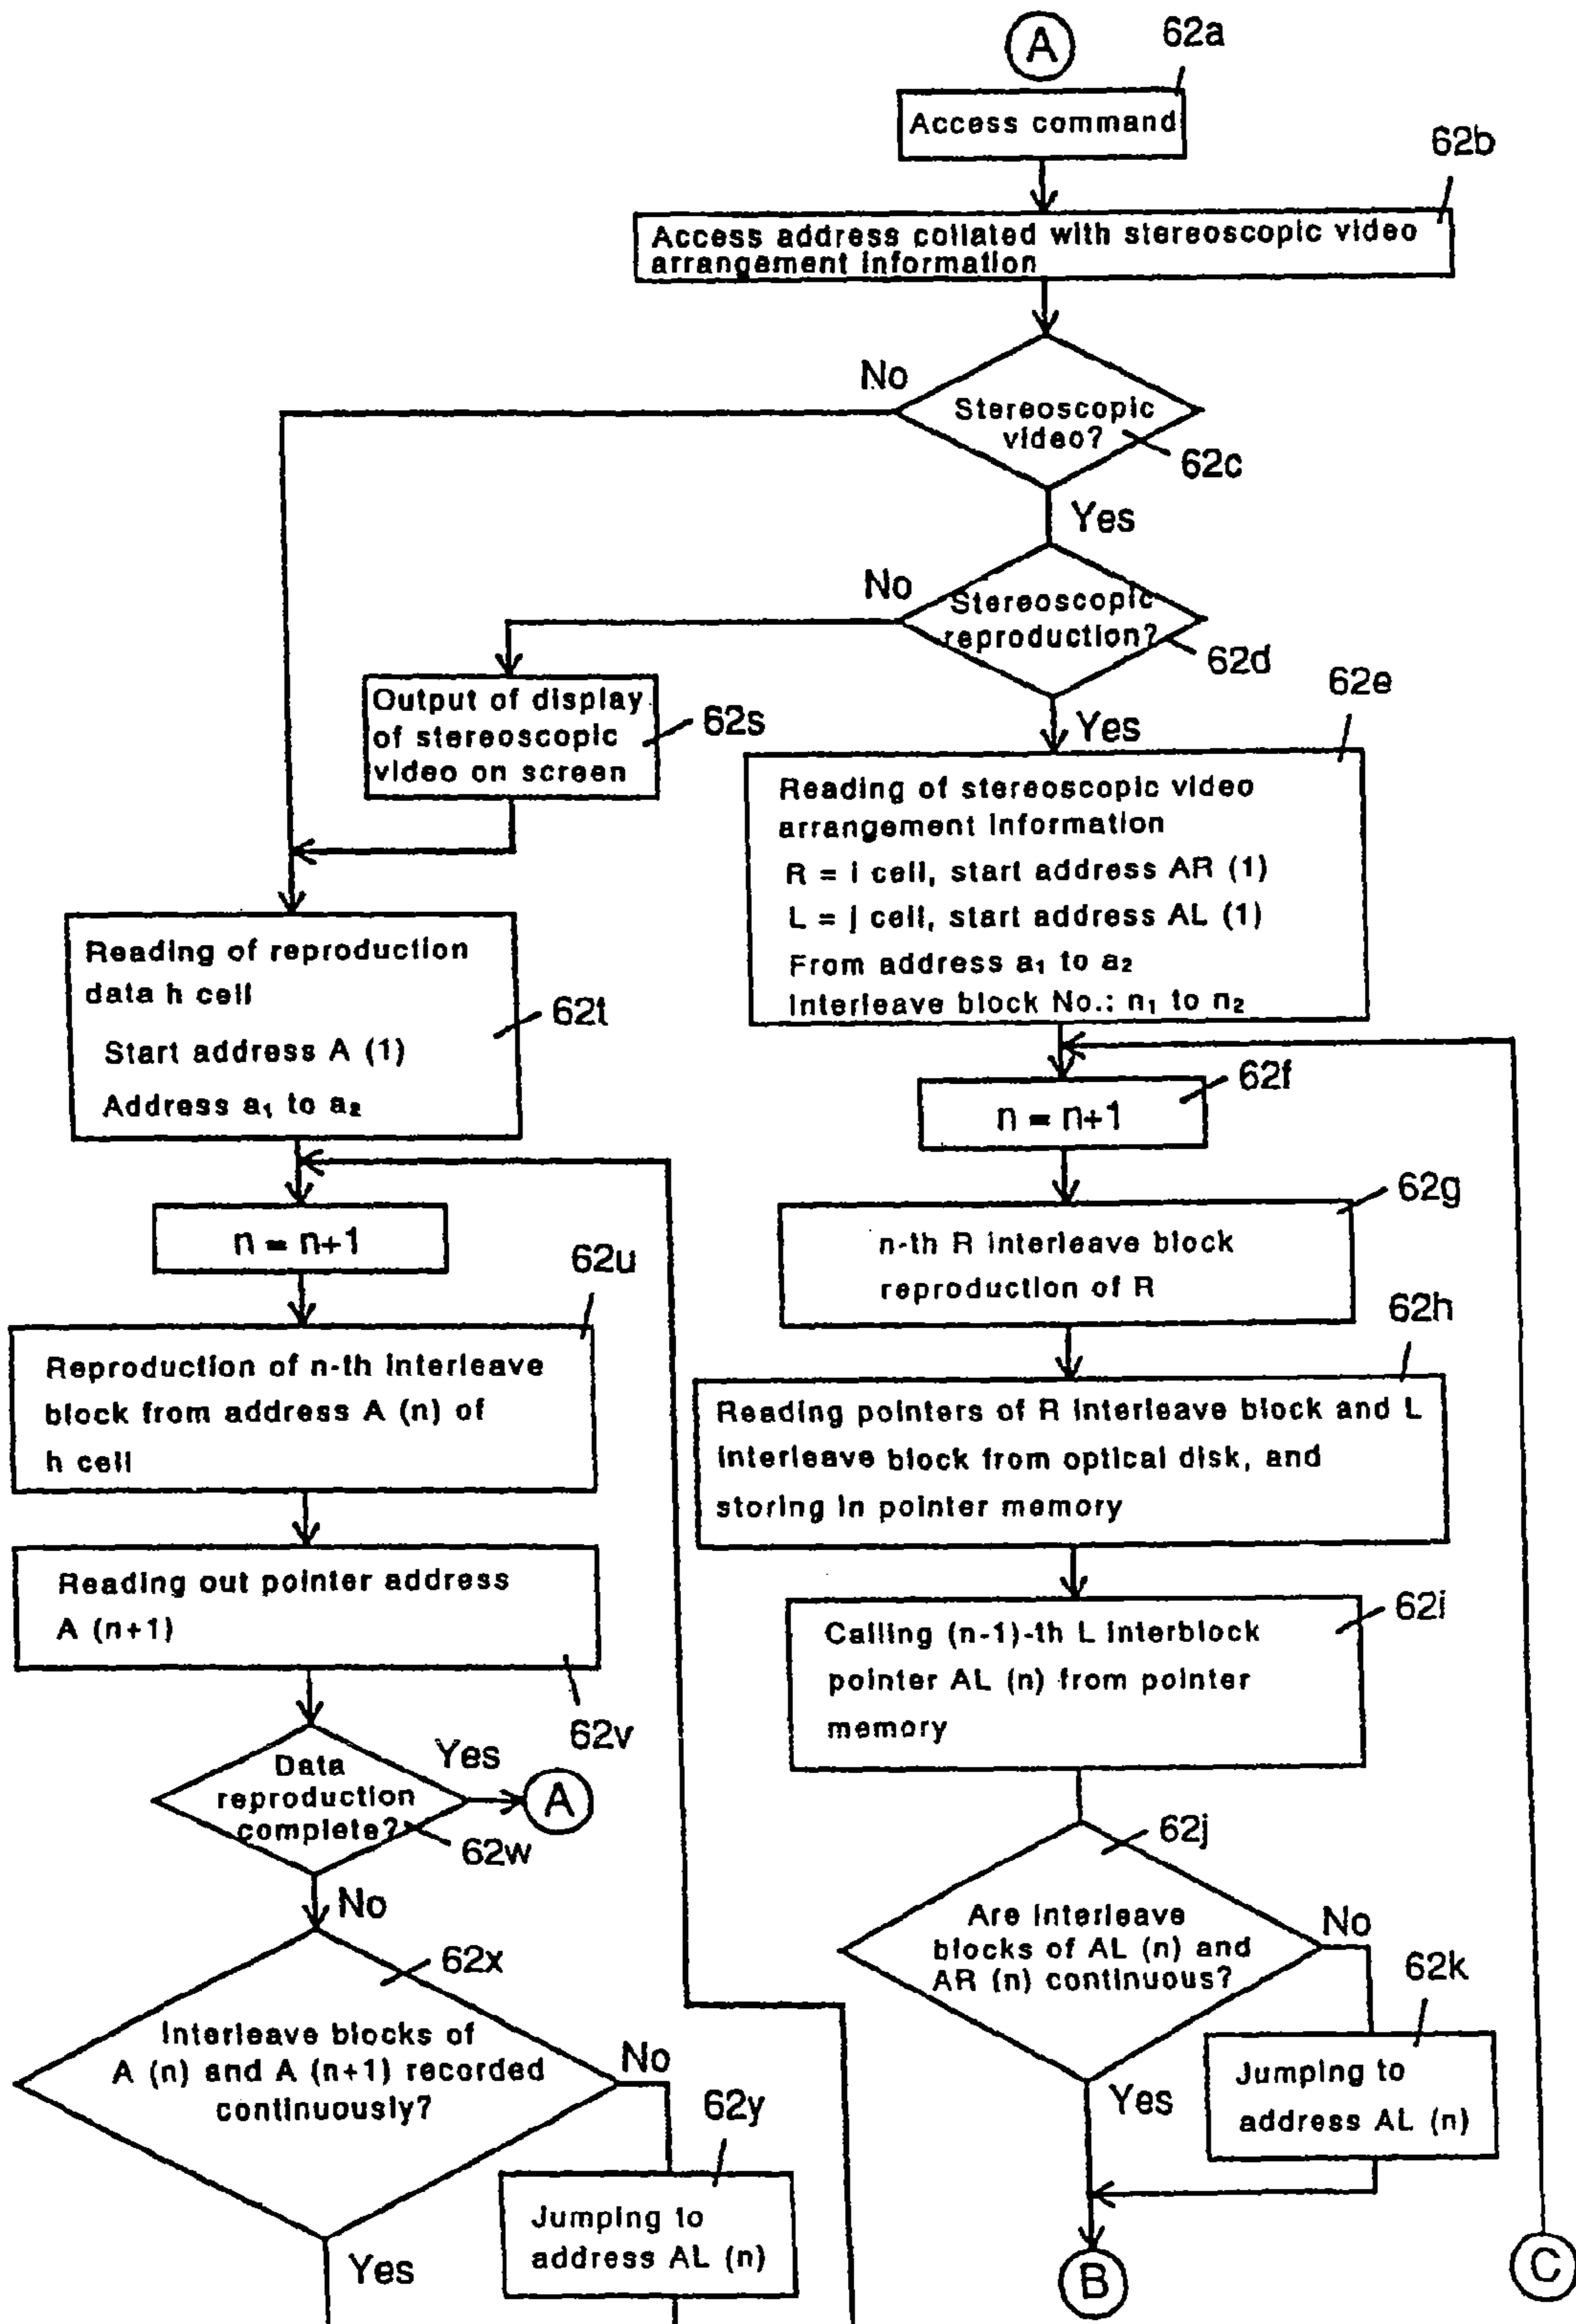 A
62a
Access command
62b
Access address collated with stereoscopic video
arrangement information
No
Stereoscopic
video?
62c
Yes
No
Stereoscopic
reproduction?
62d
Output of display
of stereoscopic
video on screen
62s
Yes
62e
Reading of stereoscopic video
arrangement information
R = i cell, start address AR (1)
L = j cell, start address AL (1)
From address a₁ to a₂
Interleave block No.: n₁ to n₂
Reading of reproduction
data h cell
Start address A (1)
Address a₁ to a₂
62t
62f
n = n+1
n = n+1
62g
n-th R interleave block
reproduction of R
62u
Reproduction of n-th interleave
block from address A (n) of
h cell
62h
Reading pointers of R interleave block and L
interleave block from optical disk, and
storing in pointer memory
Reading out pointer address
A (n+1)
62v
62i
Calling (n-1)-th L interblock
pointer AL (n) from pointer
memory
Data
reproduction
complete?
62w
Yes
A
No
62j
Are interleave
blocks of AL (n) and
AR (n) continuous?
No
62k
Jumping to
address AL (n)
Yes
B
C
62x
Interleave blocks of
A (n) and A (n+1) recorded
continuously?
No
62y
Jumping to
address AL (n)
Yes